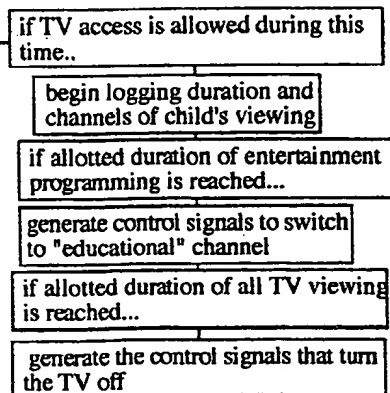 if TV access is allowed during this
time..
begin logging duration and
channels of child's viewing
if allotted duration of entertainment
programming is reached...
generate control signals to switch
to "educational" channel
if allotted duration of all TV viewing
is reached...
generate the control signals that turn
the TV off